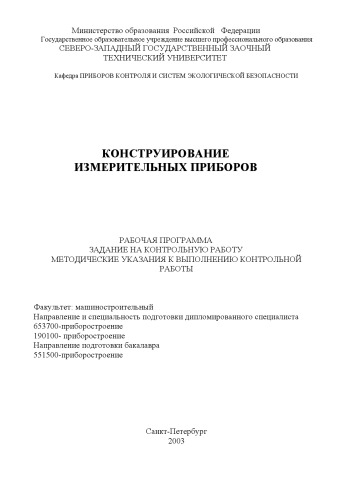 Министерство образования Российской Федерации
Государственное образовательное учреждение высшего профессионального образования
СЕВЕРО-ЗАПАДНЫЙ ГОСУДАРСТВЕННЫЙ ЗАОЧНЫЙ
ТЕХНИЧЕСКИЙ УНИВЕРСИТЕТ
Кафедра ПРИБОРОВ КОНТРОЛЯ И СИСТЕМ ЭКОЛОГИЧЕСКОЙ БЕЗОПАСНОСТИ
КОНСТРУИРОВАНИЕ
ИЗМЕРИТЕЛЬНЫХ ПРИБОРОВ
РАБОЧАЯ ПРОГРАММА
ЗАДАНИЕ НА КОНТРОЛЬНУЮ РАБОТУ
МЕТОДИЧЕСКИЕ УКАЗАНИЯ К ВЫПОЛНЕНИЮ КОНТРОЛЬНОЙ
РАБОТЫ
Факультет: машиностроительный
Направление и специальность подготовки дипломированного специалиста
653700-приборостроение
190100- приборостроение
Направление подготовки бакалавра
551500-приборостроение
Санкт-Петербург
2003